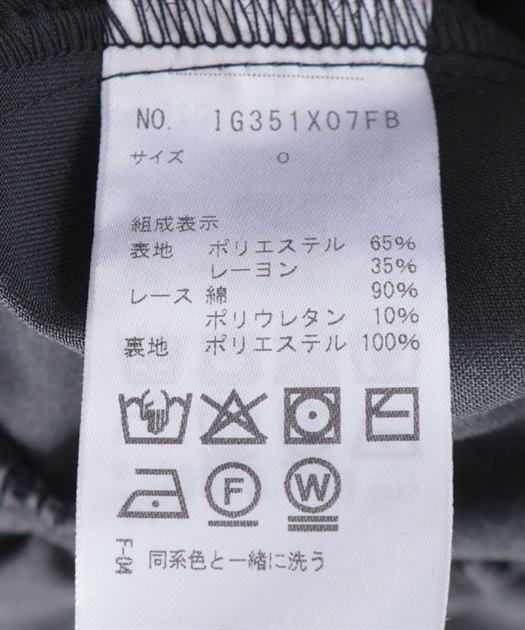 NO. IG351X07FB
サイズ 0
組成表示
表地 ポリエステル 65%
レーヨン 35%
レース 綿 90%
ポリウレタン 10%
裏地 ポリエステル 100%
F W
F-04 同系色と一緒に洗う